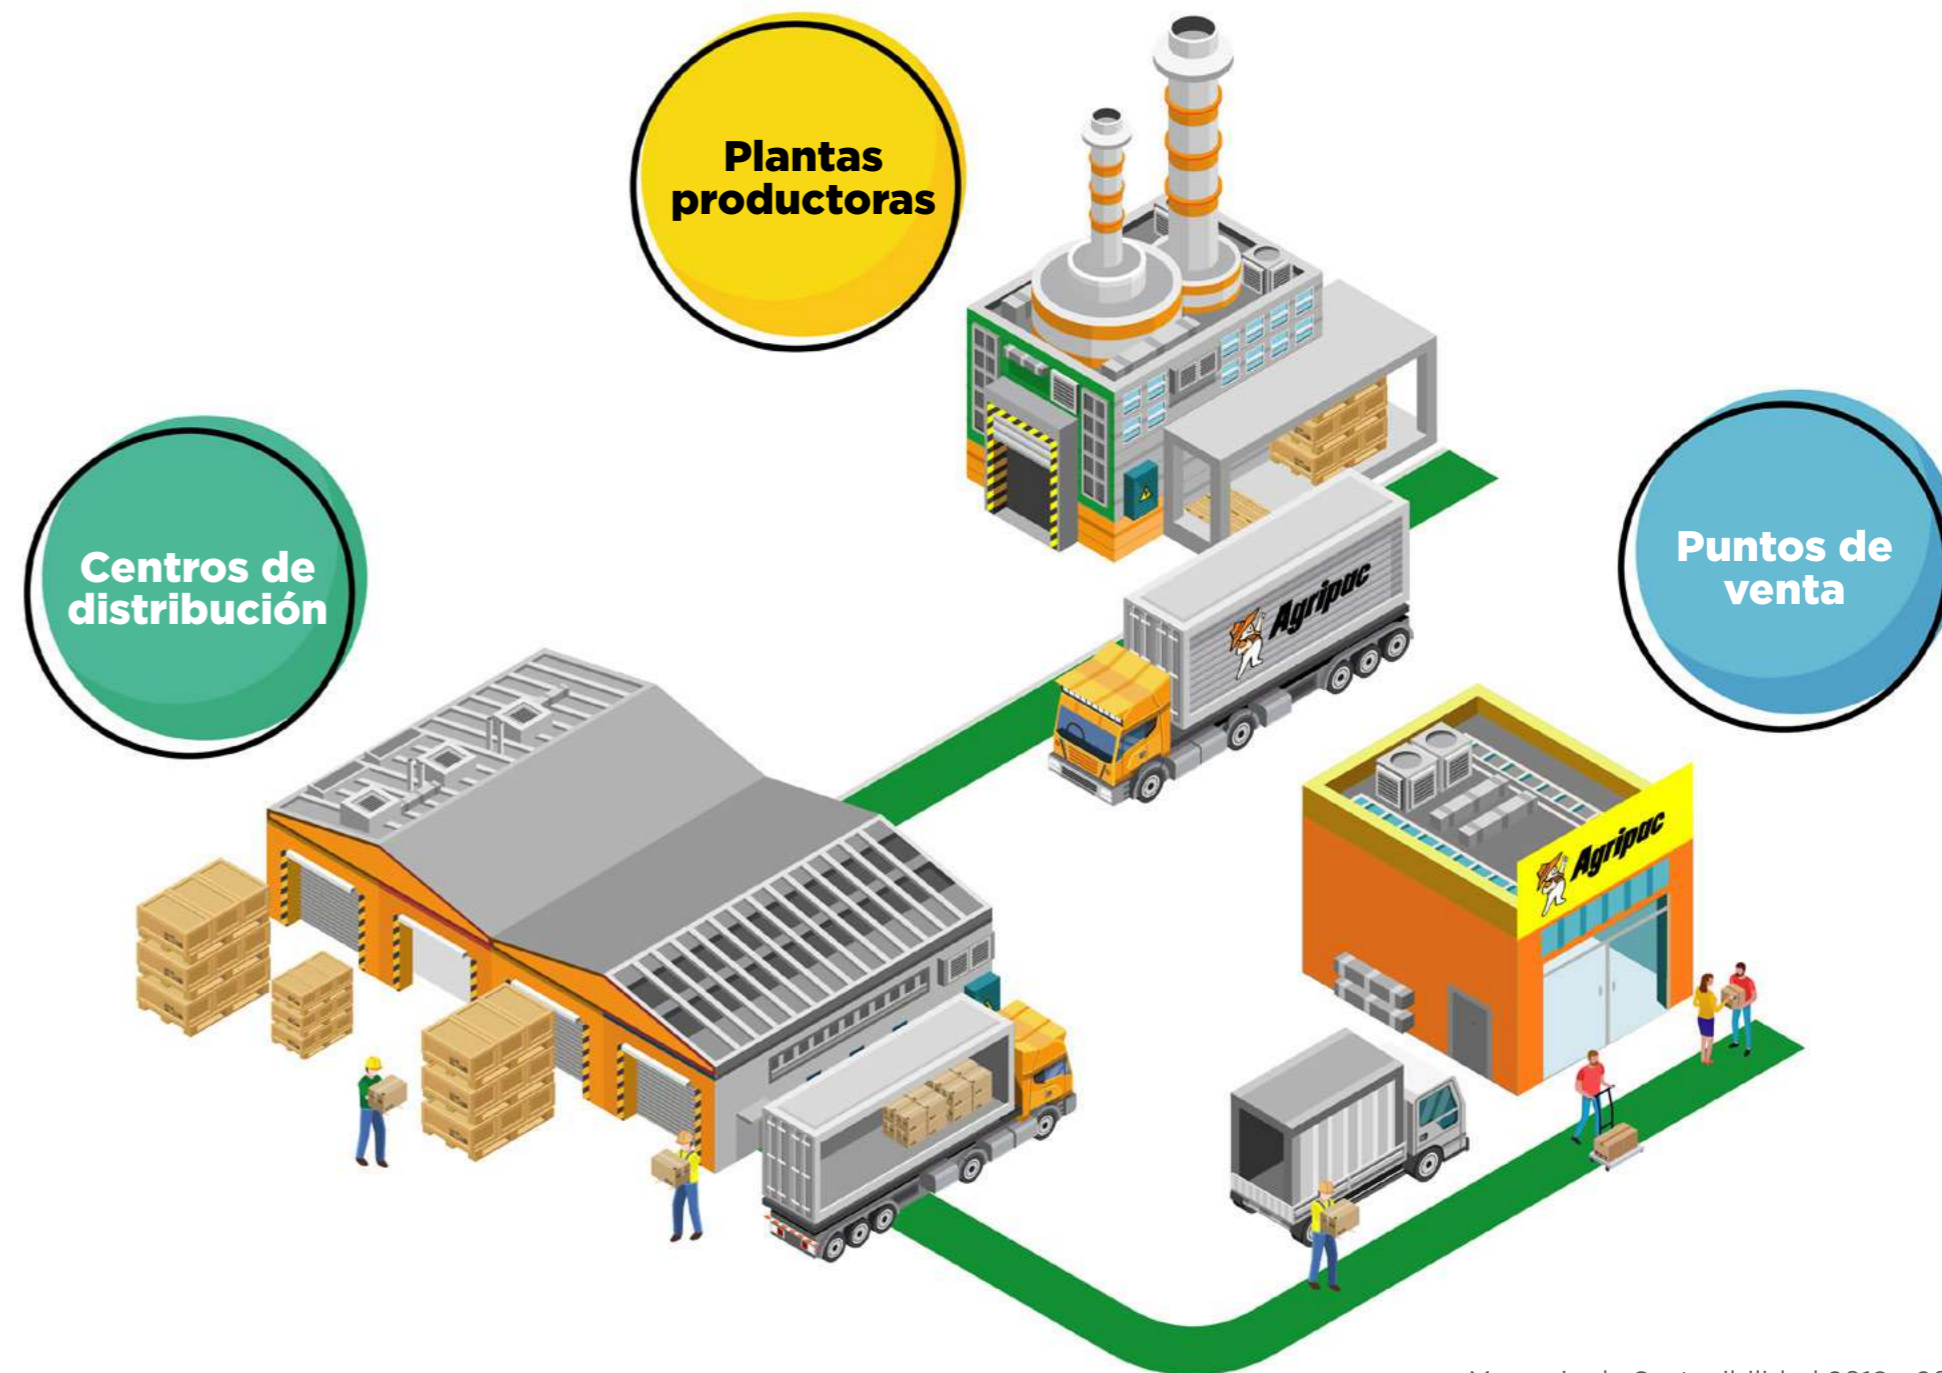 Plantas
productoras
Centros de
distribución
Puntos de
venta
Agripac
Agripac